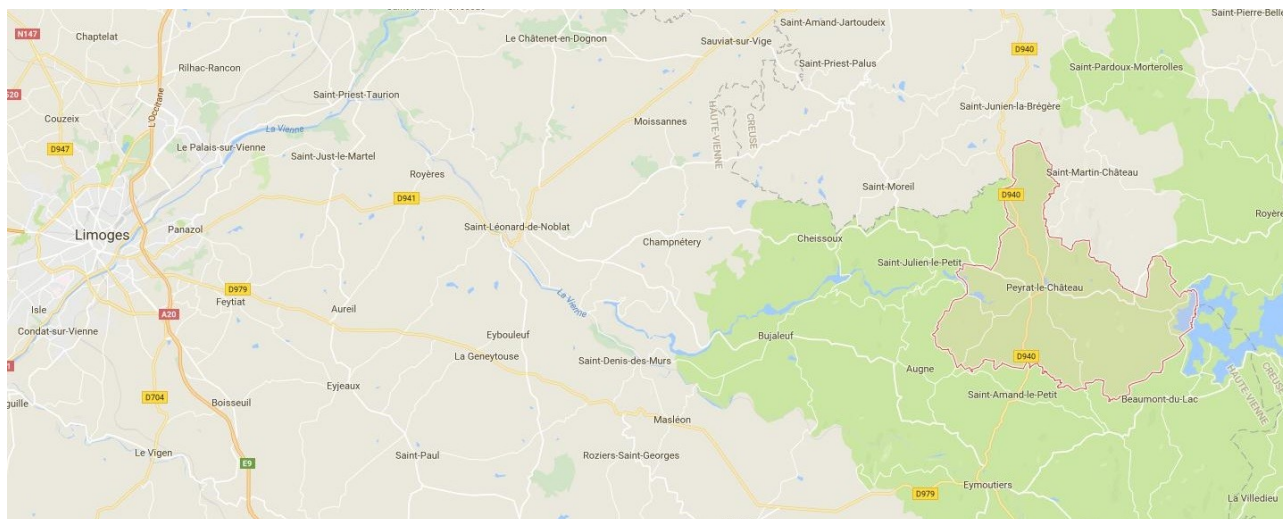 Saint-Amand-Jartoudeix
Saint-Pierre-Belle
N147
Chaptelat
Le Châtenet-en-Dognon
Sauviat-sur-Vige
D940
Saint-Priest-Palus
Rilhac-Rancon
Saint-Pardoux-Morterolles
Saint-Priest-Taurion
L'Occitane
Saint-Junien-la-Brégère
Couzeix
La Vienne
Moissannes
HAUTE-VIENNE
CREUSE
D947
Le Palais-sur-Vienne
Saint-Just-le-Martel
Royères
Saint-Martin-Château
Saint-Moreil
D940
D941
Royère
Saint-Léonard-de-Noblat
Panazol
Limoges
Champnétery
Cheissoux
Saint-Julien-le-Petit
D979
Feytiat
La Vienne
Peyrat-le-Château
Isle
Aureil
A20
Condat-sur-Vienne
Eybouleuf
Bujaleuf
La Geneytouse
Saint-Denis-des-Murs
D940
Augne
HAUTE-VIENNE
CREUSE
Eyjeaux
D704
Boisseuil
Saint-Amand-le-Petit
Beaumont-du-Lac
Masléon
Le Vigen
Saint-Paul
Roziers-Saint-Georges
E9
Eymoutiers
D979
La Villedieu